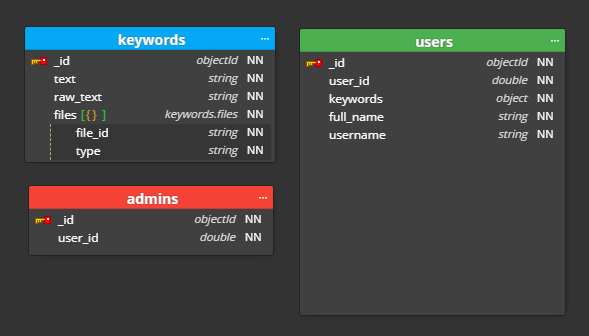 keywords ...
_id objectId NN
text string NN
raw_text string NN
files [{} ] keywords.files NN
file_id string NN
type string NN
admins ...
_id objectId NN
user_id double NN
users ...
_id objectId NN
user_id double NN
keywords object NN
full_name string NN
username string NN